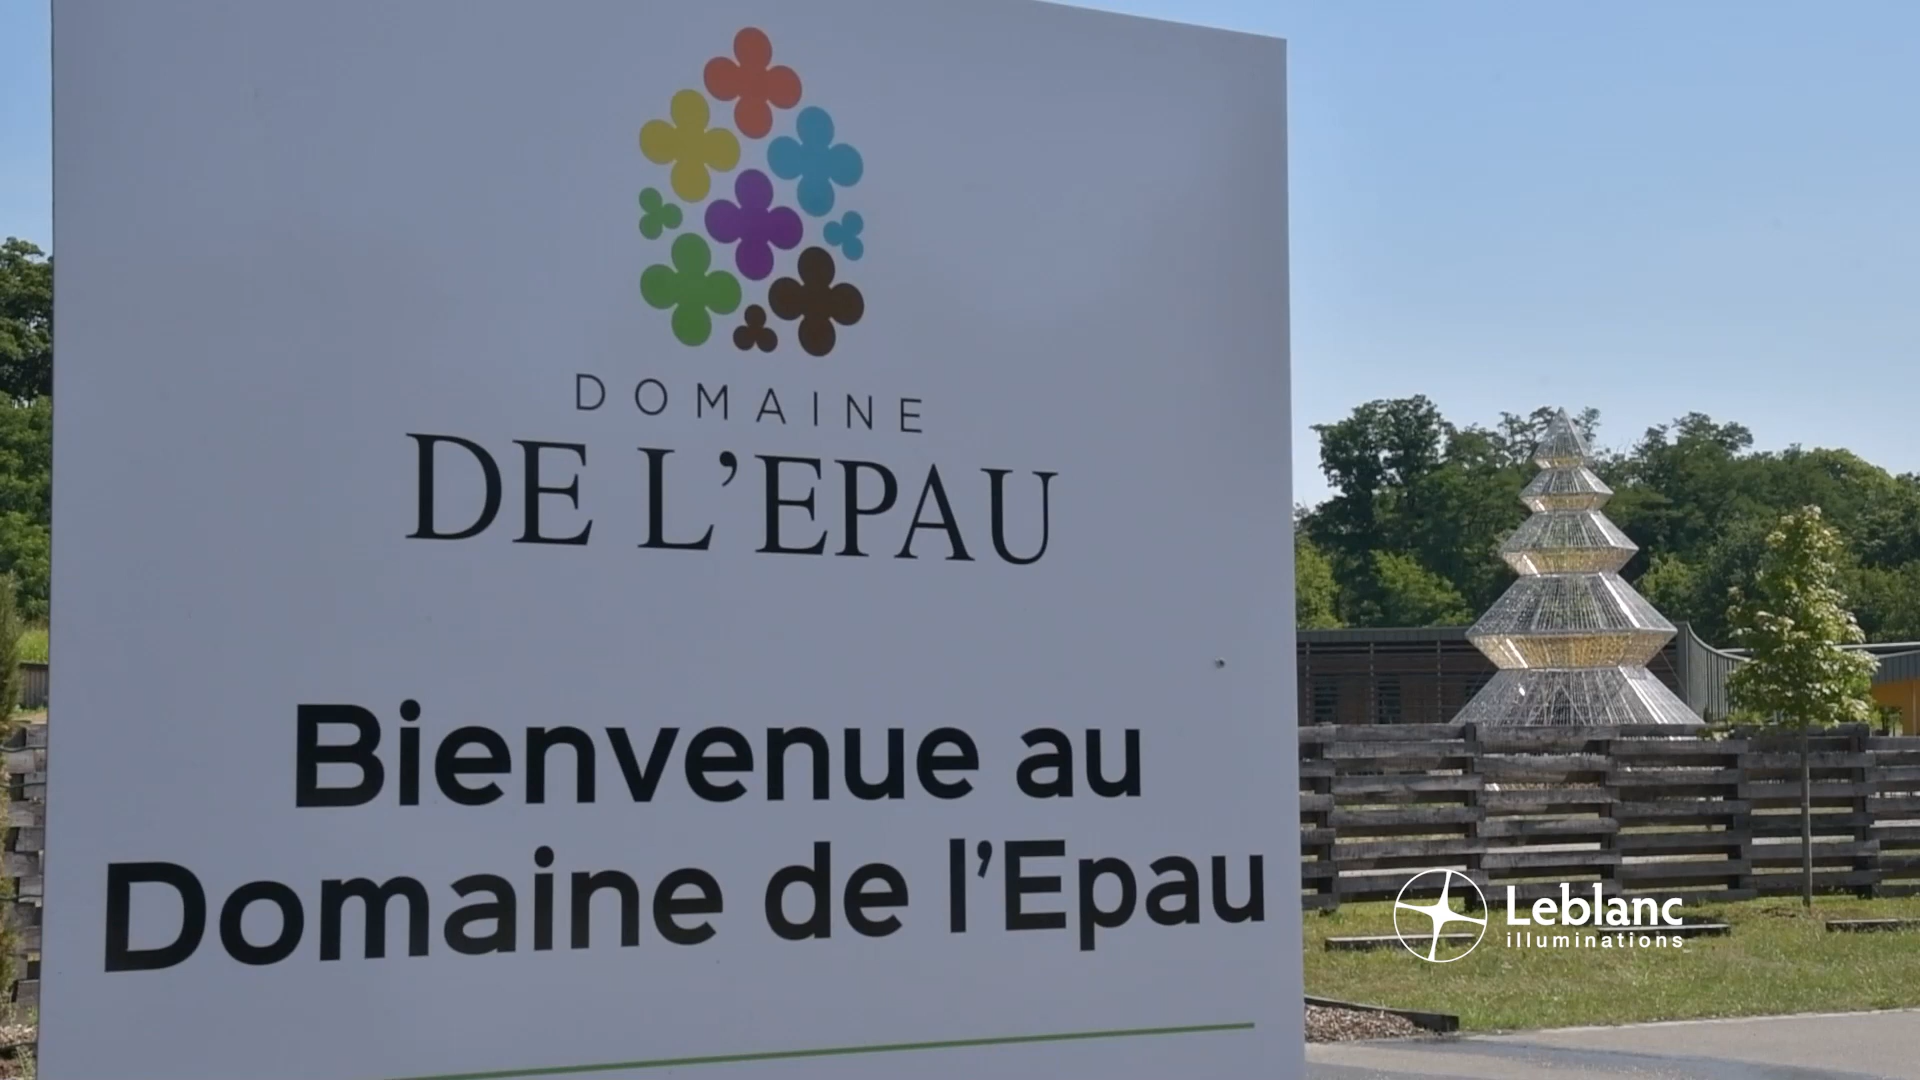 DOMAINE
DE L'EPAU
Bienvenue au
Domaine de l'Epau
Leblanc
illuminations